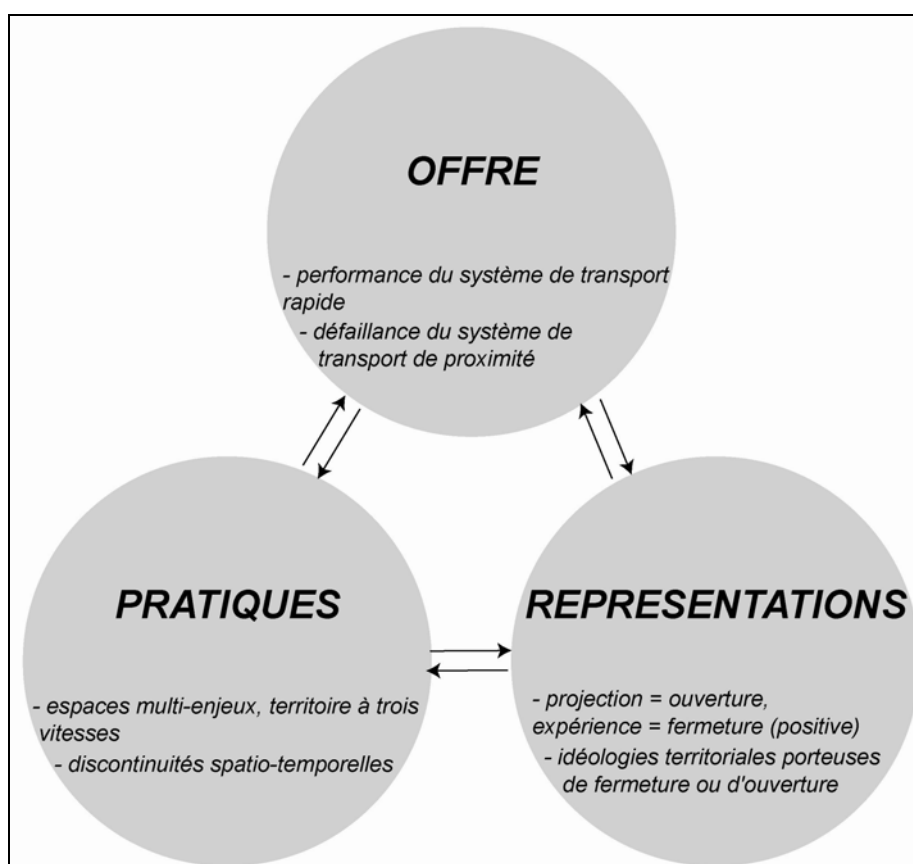 OFFRE
- performance du système de transport
rapide
- défaillance du système de
transport de proximité
PRATIQUES
- espaces multi-enjeux, territoire à trois
vitesses
- discontinuités spatio-temporelles
REPRESENTATIONS
- projection = ouverture,
expérience = fermeture (positive)
- idéologies territoriales porteuses
de fermeture ou d'ouverture